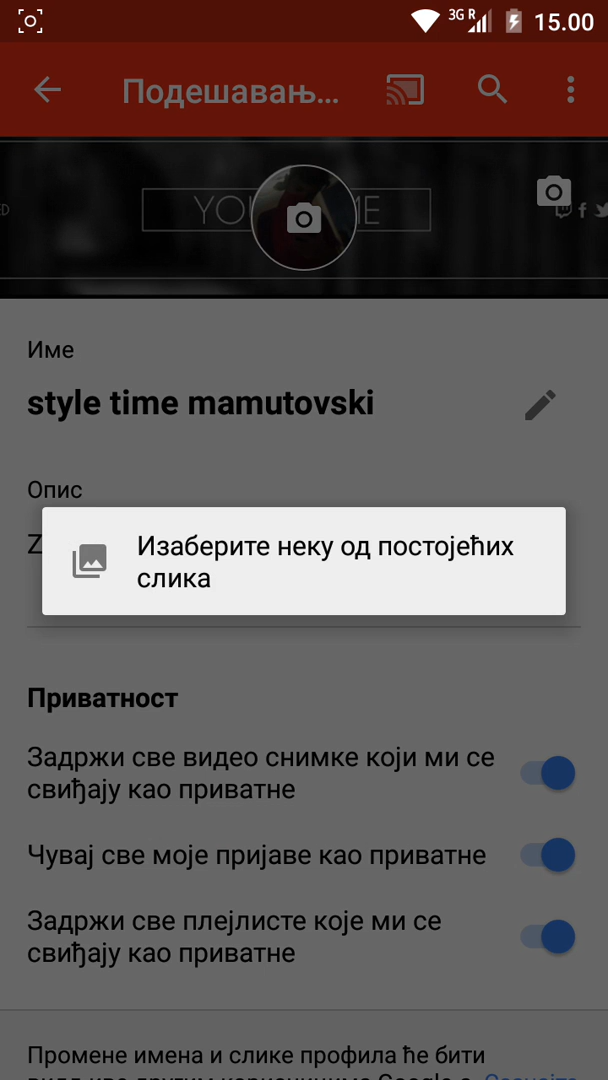 3G R 15.00
Подешавањ...
YOU ME
Име
style time mamutovski
Опис
Z
Изаберите неку од постојећих
слика
Приватност
Задржи све видео снимке који ми се
свиђају као приватне
Чувај све моје пријаве као приватне
Задржи све плејлисте које ми се
свиђају као приватне
Промене имена и слике профила ће бити